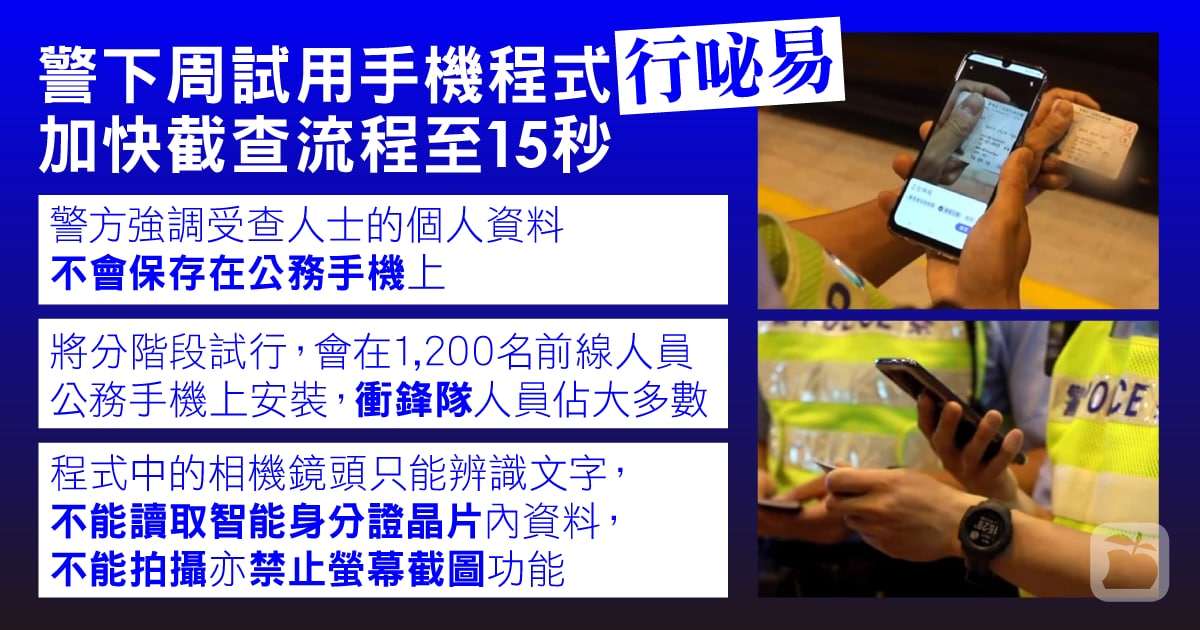 警下周試用手機程式行咇易
加快截查流程至15秒
警方強調受查人士的個人資料
不會保存在公務手機上
將分階段試行，會在1,200名前線人員
公務手機上安裝，衝鋒隊人員佔大多數
程式中的相機鏡頭只能辨識文字，
不能讀取智能身分證晶片內資料，
不能拍攝亦禁止螢幕截圖功能
POLICE